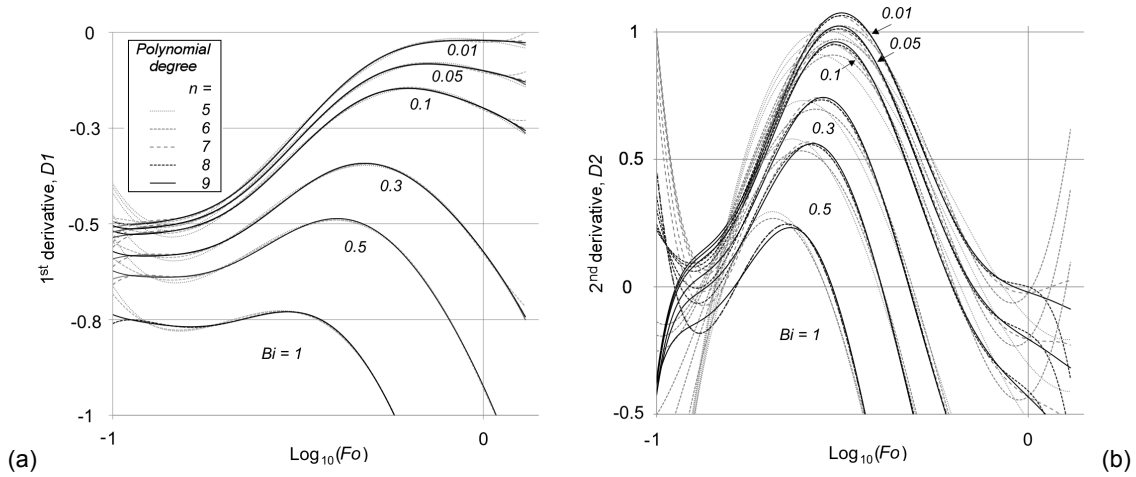 0
-0.3
-0.5
-0.8
-1
-1
0
1st derivative, D1
Log10(Fo)
Polynomial
degree
n =
5
6
7
8
9
0.01
0.05
0.1
0.3
0.5
Bi = 1
(a)
1
0.5
0
-0.5
-1
0
2nd derivative, D2
Log10(Fo)
0.01
0.05
0.1
0.3
0.5
Bi = 1
(b)